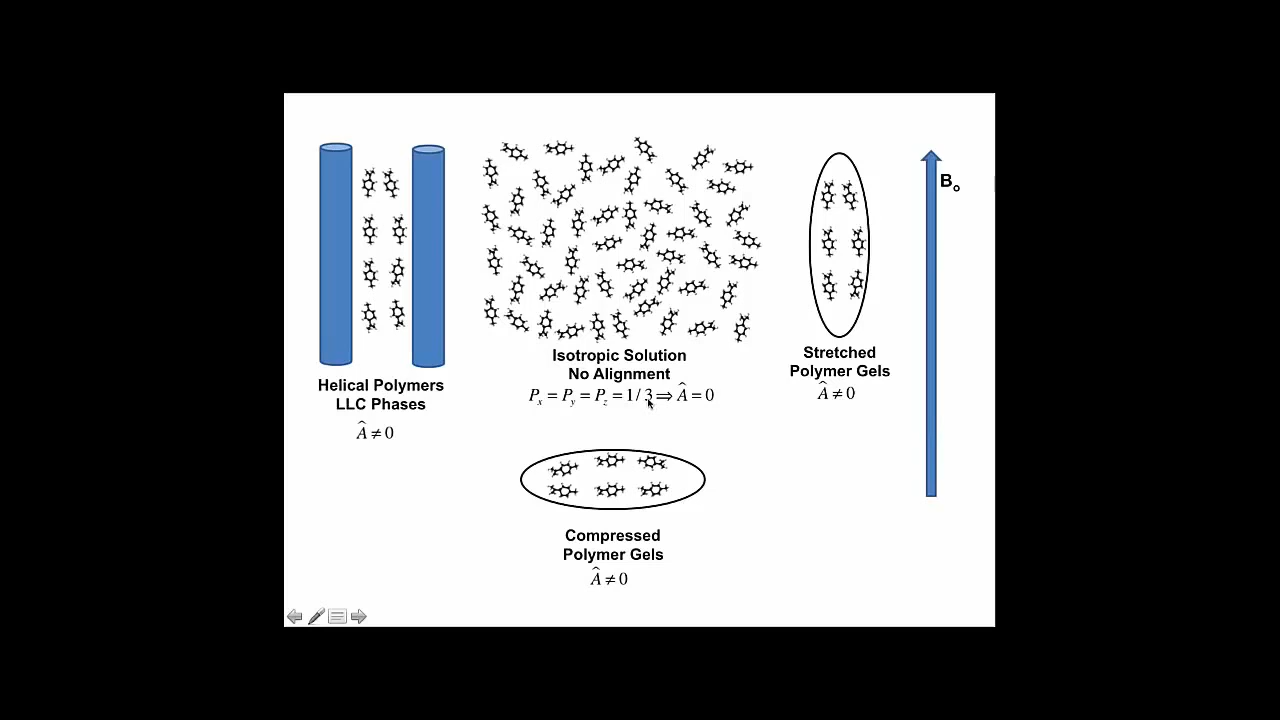 B₀
Helical Polymers
LLC Phases
Â ≠ 0
Isotropic Solution
No Alignment
Pₓ = P_y = P_z = 1/3 ⇒ Â = 0
Stretched
Polymer Gels
Â ≠ 0
Compressed
Polymer Gels
Â ≠ 0